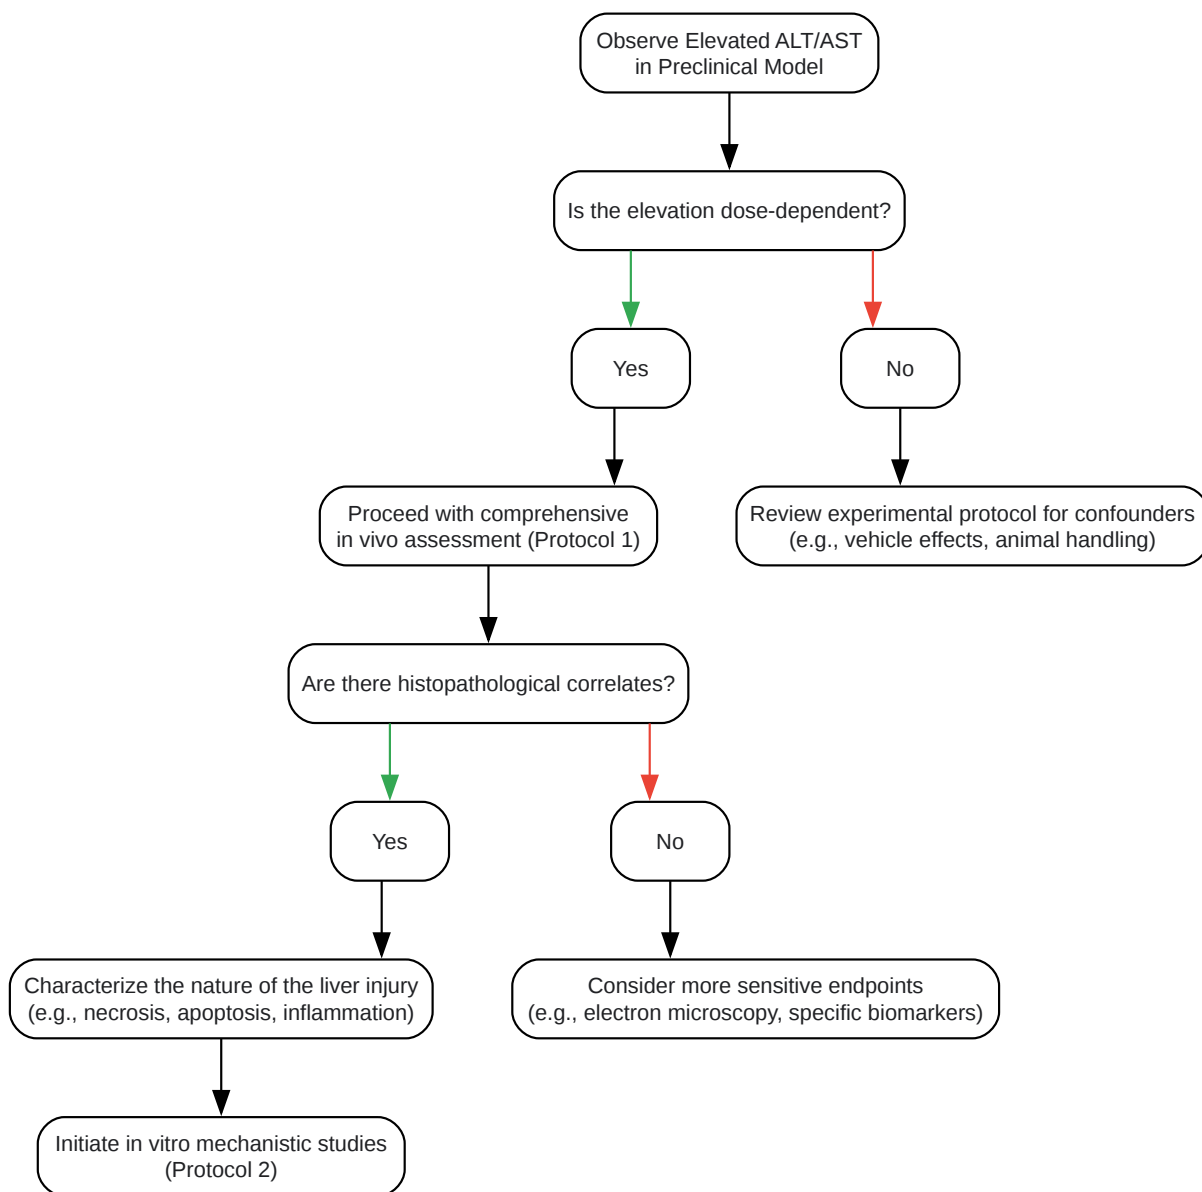 Observe Elevated ALT/AST
in Preclinical Model
Is the elevation dose-dependent?
Yes
No
Proceed with comprehensive
in vivo assessment (Protocol 1)
Review experimental protocol for confounders
(e.g., vehicle effects, animal handling)
Are there histopathological correlates?
Yes
No
Characterize the nature of the liver injury
(e.g., necrosis, apoptosis, inflammation)
Consider more sensitive endpoints
(e.g., electron microscopy, specific biomarkers)
Initiate in vitro mechanistic studies
(Protocol 2)